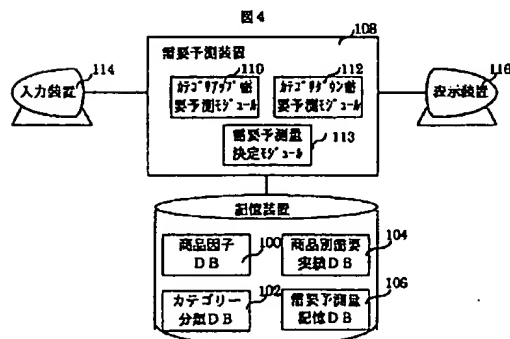 図4
108
需要予測装置
114
入力装置
110
カテゴリアップ需
要予測モジュール
112
カテゴリダウン需
要予測モジュール
116
表示装置
需要予測量
決定モジュール
113
記憶装置
商品因子
DB
100
商品別需要
実績DB
104
カテゴリー
分類DB
102
需要予測量
記憶DB
106